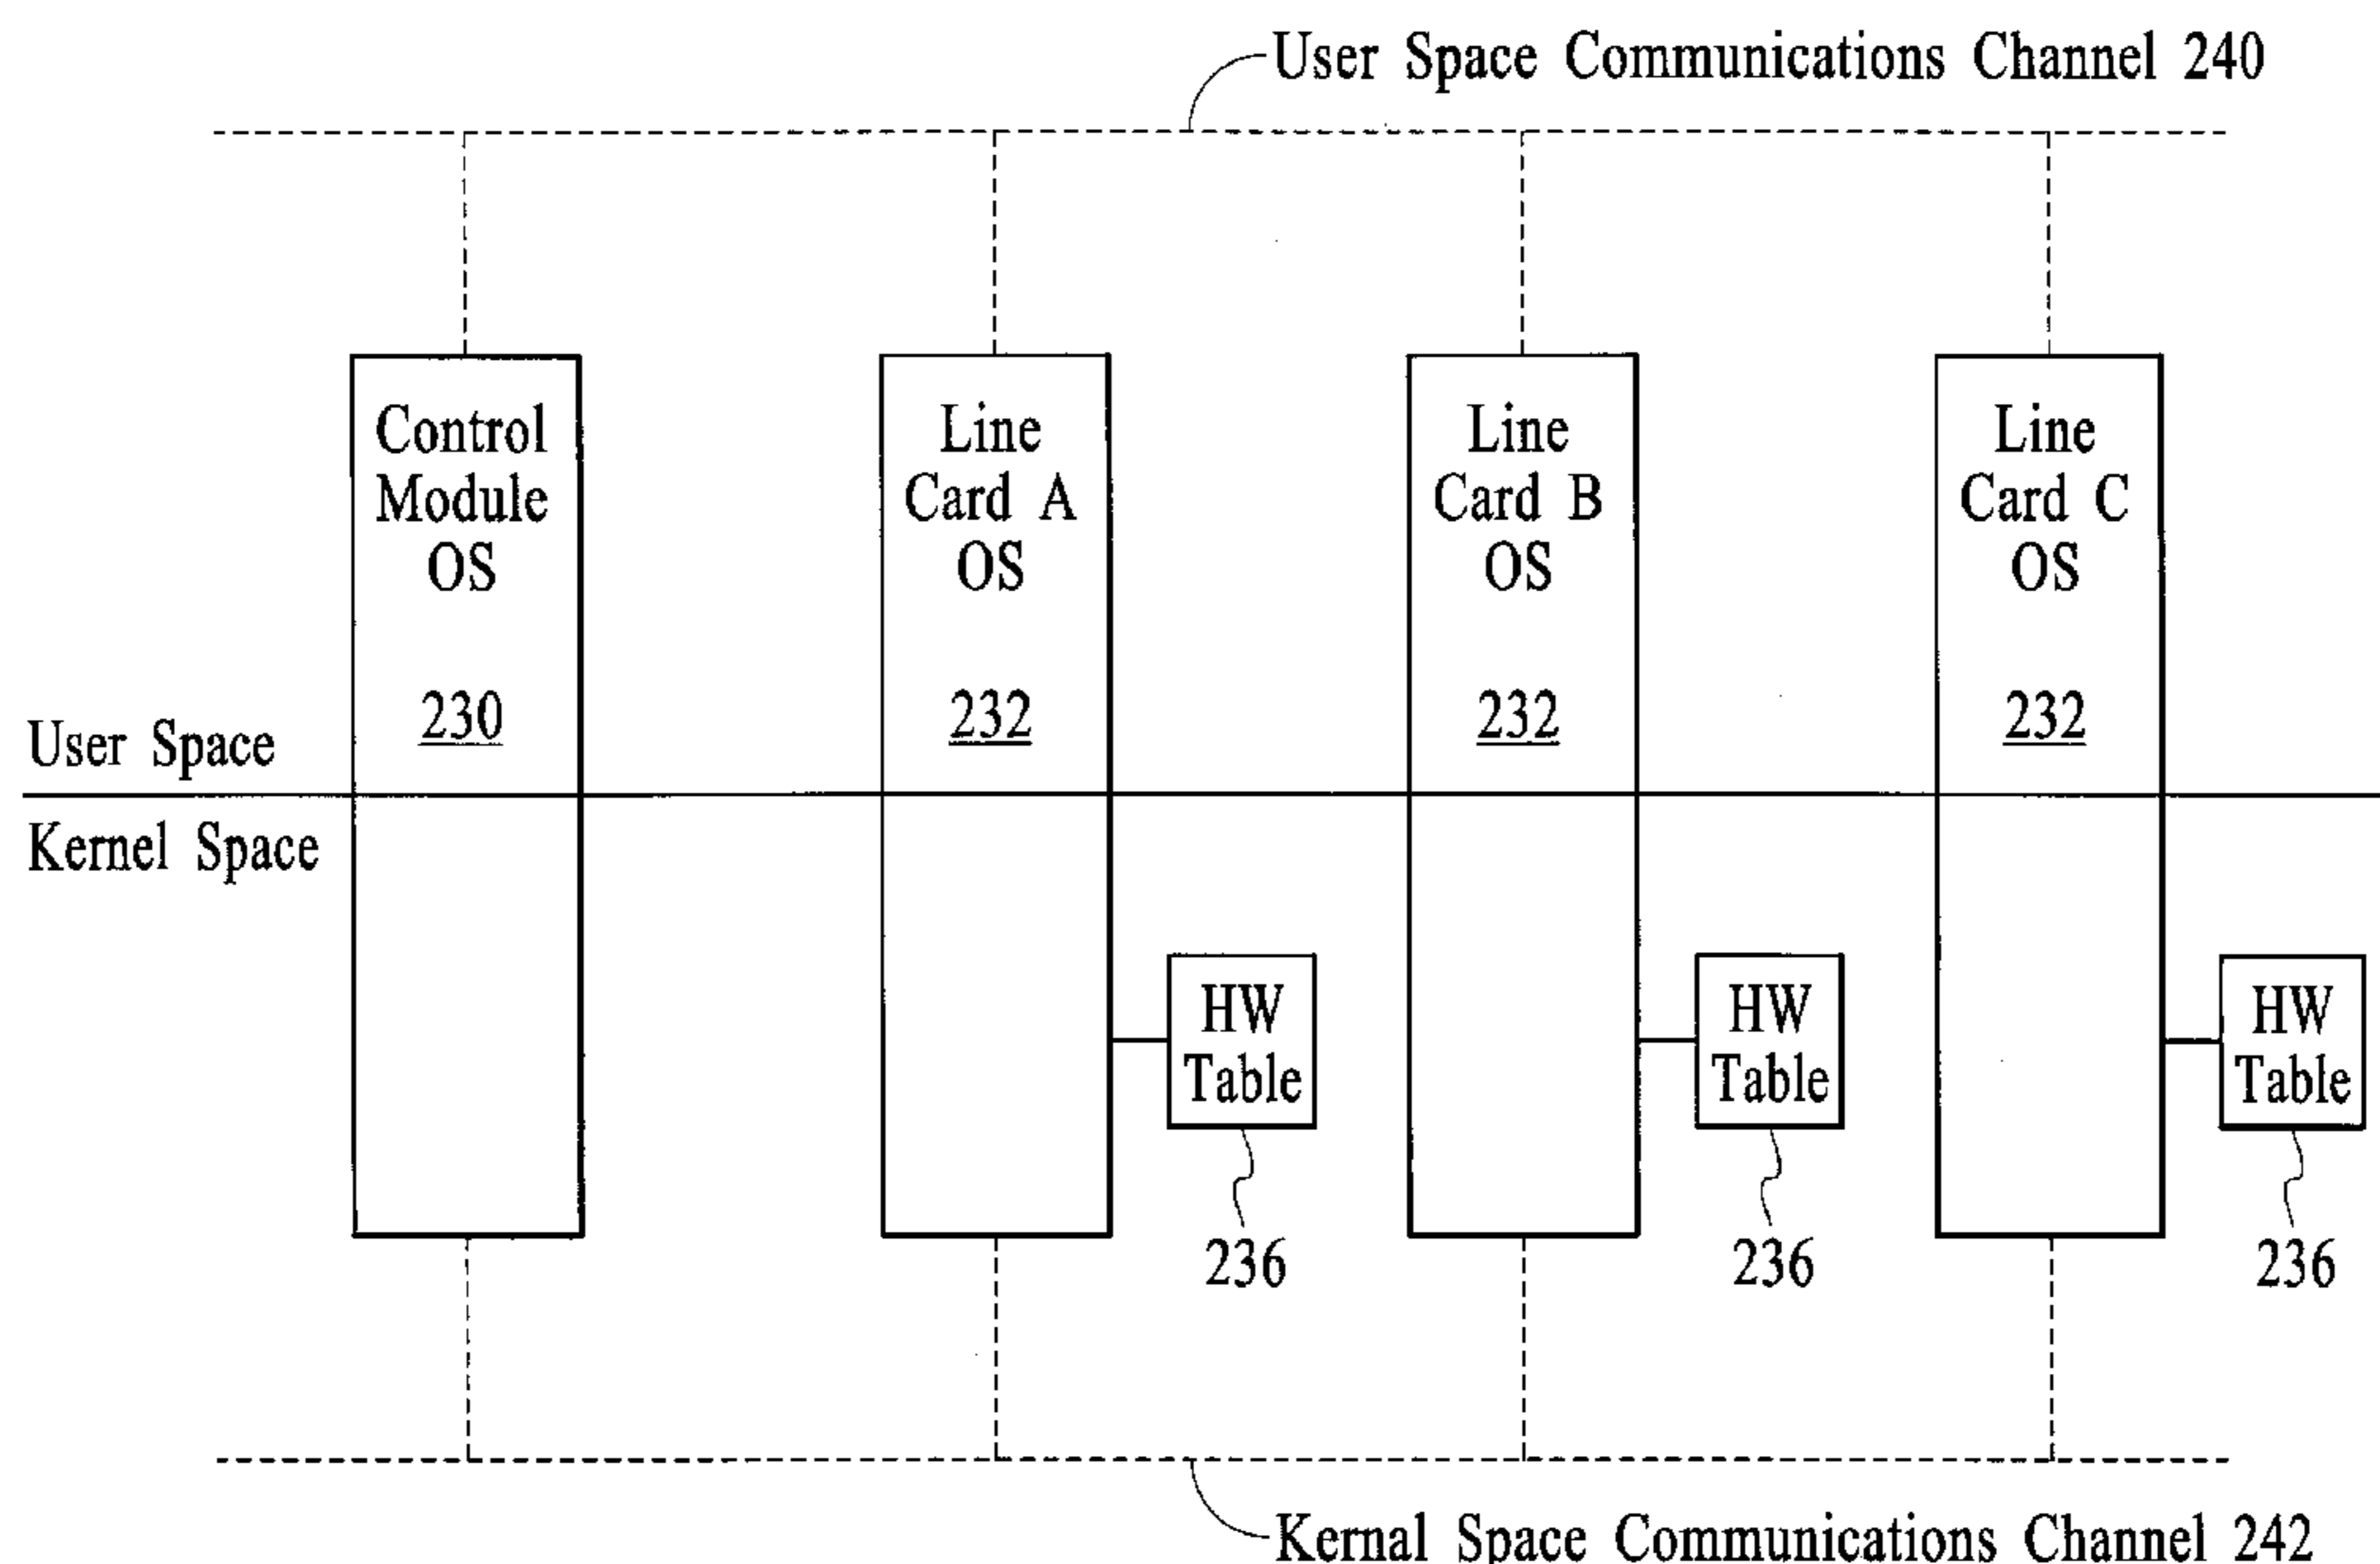 User Space Communications Channel 240
Control
Module
OS
230
Line
Card A
OS
232
Line
Card B
OS
232
Line
Card C
OS
232
User Space
Kernel Space
HW
Table
236
HW
Table
236
HW
Table
236
Kernal Space Communications Channel 242